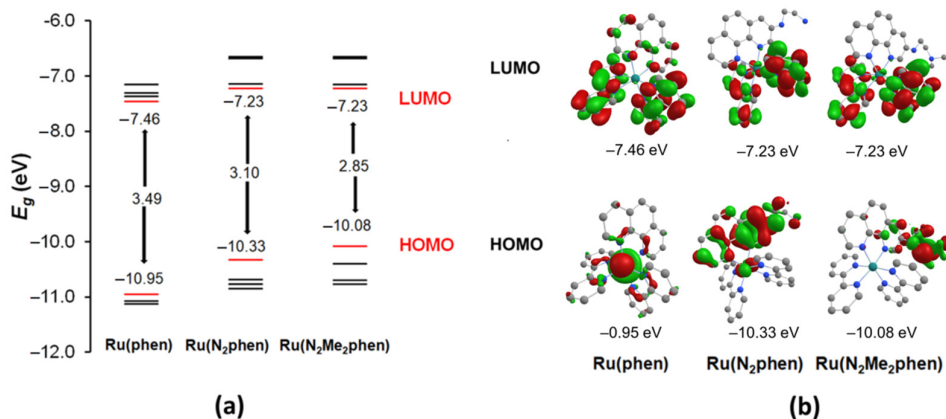 −6.0
−7.0
−8.0
−9.0
−10.0
−11.0
−12.0
E_g (eV)
−7.46
3.49
−10.95
−7.23
3.10
−10.33
−7.23
2.85
−10.08
LUMO
HOMO
Ru(phen)
Ru(N₂phen)
Ru(N₂Me₂phen)
(a)
(b)
LUMO
−7.46 eV
−7.23 eV
−7.23 eV
HOMO
−0.95 eV
−10.33 eV
−10.08 eV
Ru(phen)
Ru(N₂phen)
Ru(N₂Me₂phen)
(b)